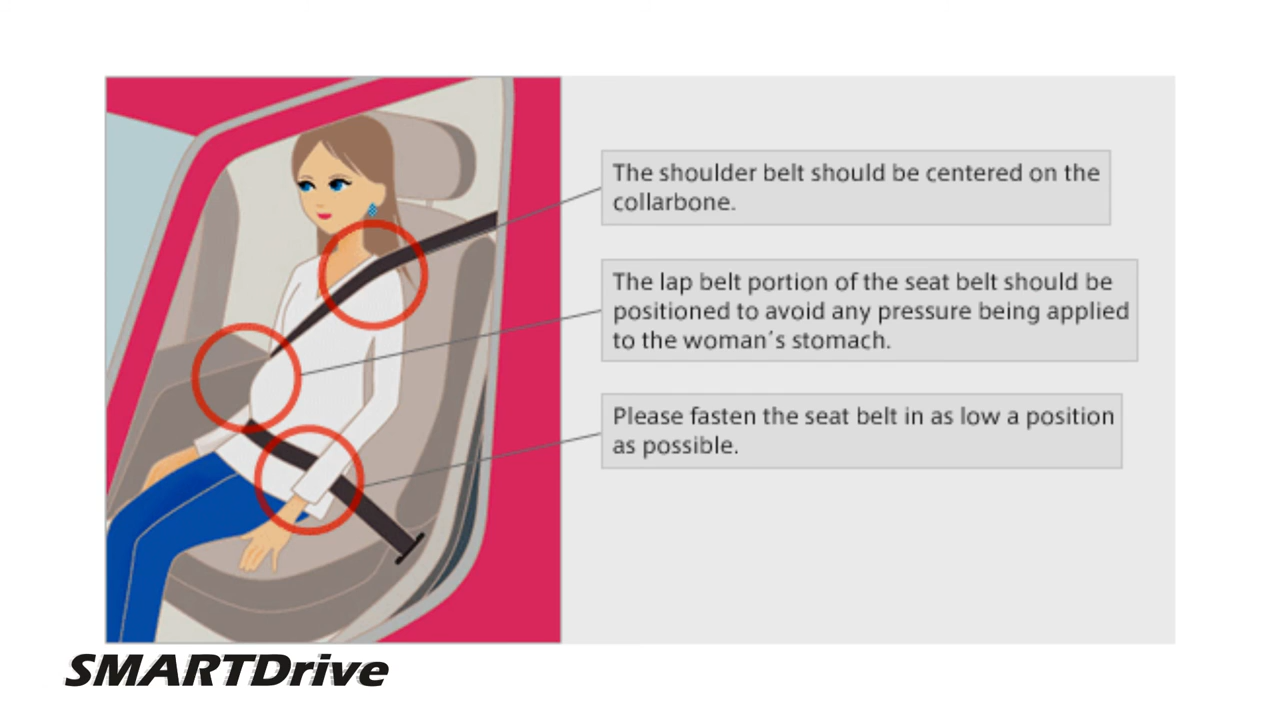 The shoulder belt should be centered on the
collarbone.
The lap belt portion of the seat belt should be
positioned to avoid any pressure being applied
to the woman´s stomach.
Please fasten the seat belt in as low a position
as possible.
SMARTDrive